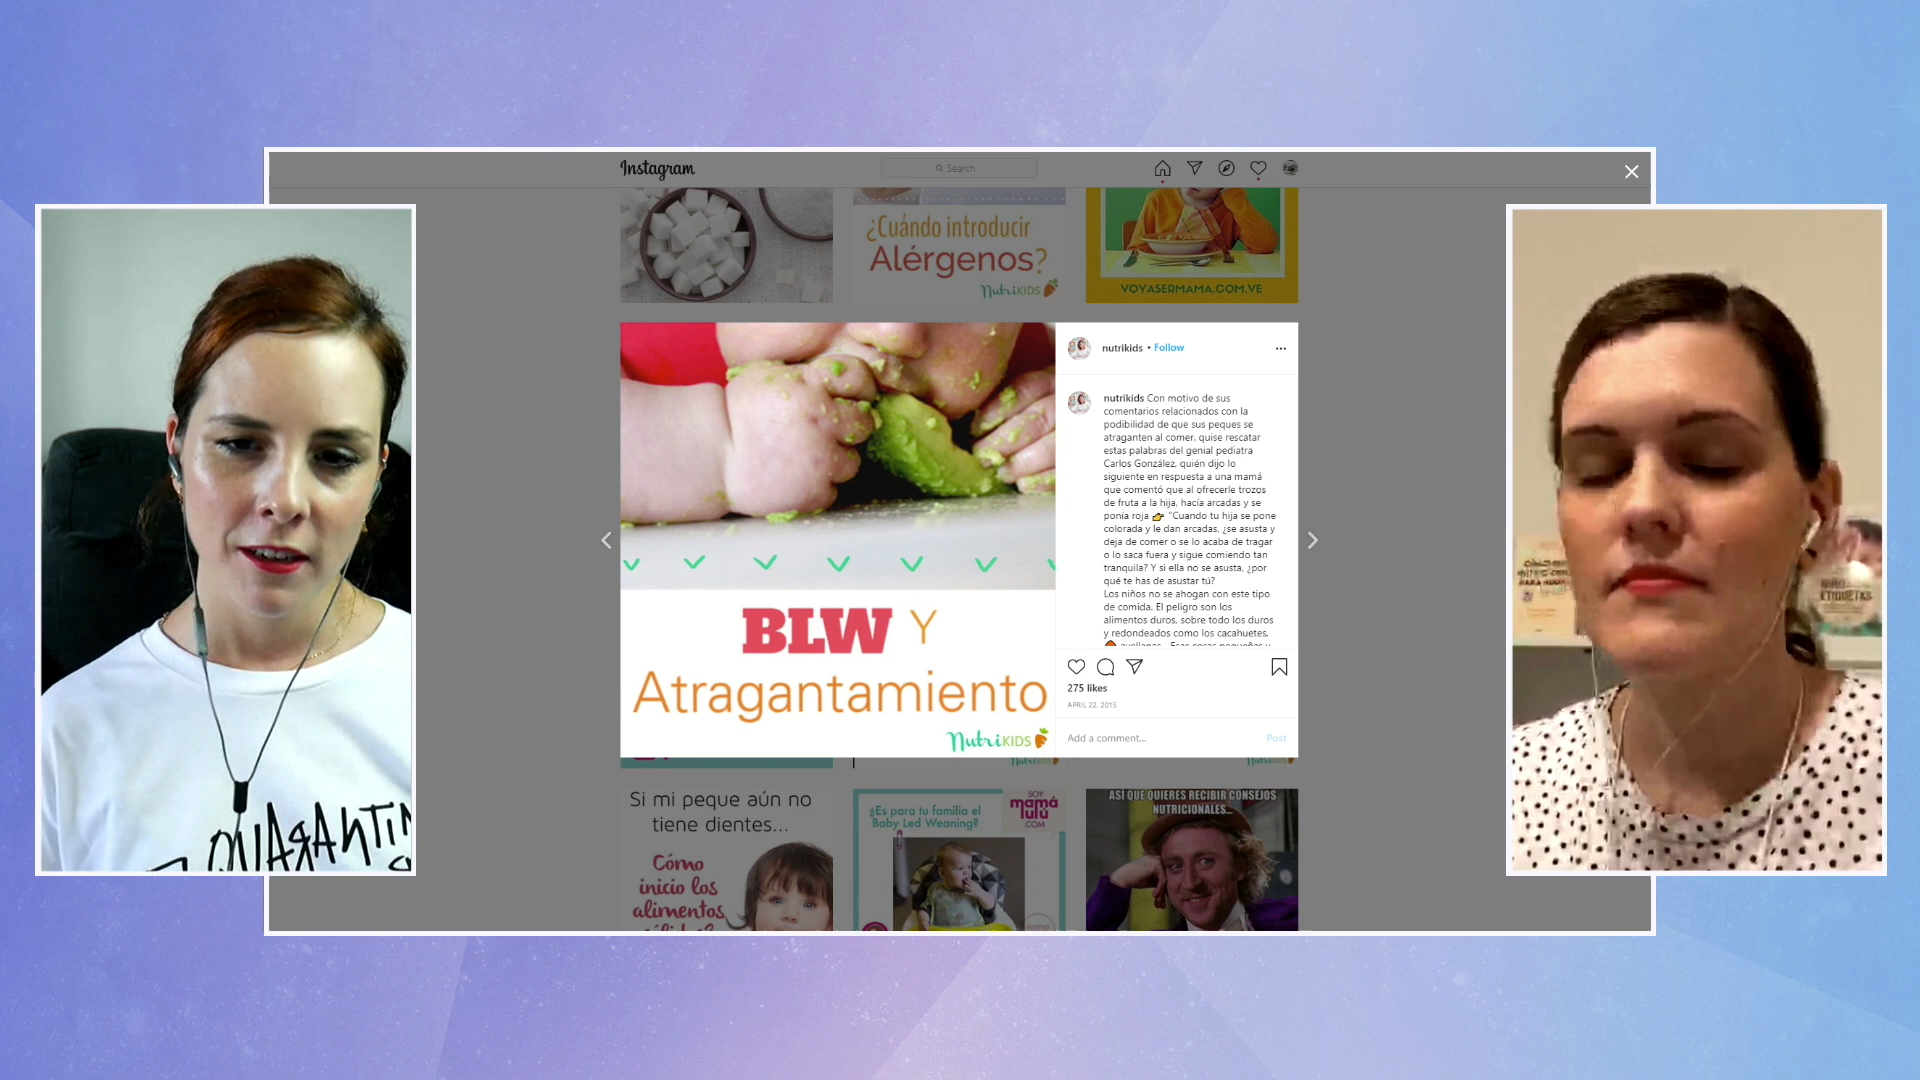 Instagram
Search
¿Cuándo introducir
Alérgenos?
NutriKIDS
VOYASERMAMA.COM.VE
nutrikids • Follow
nutrikids Con motivo de sus
comentarios relacionados con la
podibilidad de que sus peques se
atraganten al comer, quise rescatar
estas palabras del genial pediatra
Carlos González, quién dijo lo
siguiente en respuesta a una mamá
que comentó que al ofrecerle trozos
de fruta a la hija, hacía arcadas y se
ponía roja 👉 "Cuando tu hija se pone
colorada y le dan arcadas, ¿se asusta y
deja de comer o se lo acaba de tragar
o lo saca fuera y sigue comiendo tan
tranquila? Y si ella no se asusta, ¿por
qué te has de asustar tú?
Los niños no se ahogan con este tipo
de comida. El peligro son los
alimentos duros, sobre todo los duros
y redondeados como los cacahuetes,
avellanas... Esas cosas pequeñas y
BLW Y
Atragantamiento
NutriKIDS
275 likes
APRIL 22, 2015
Add a comment...
Post
Si mi peque aún no
tiene dientes...
Cómo
inicio los
alimentos
¿Es para tu familia el
Baby Led Weaning?
SOY
mamá
lulú
.COM
ASÍ QUE QUIERES RECIBIR CONSEJOS
NUTRICIONALES...
ETIQUETAS